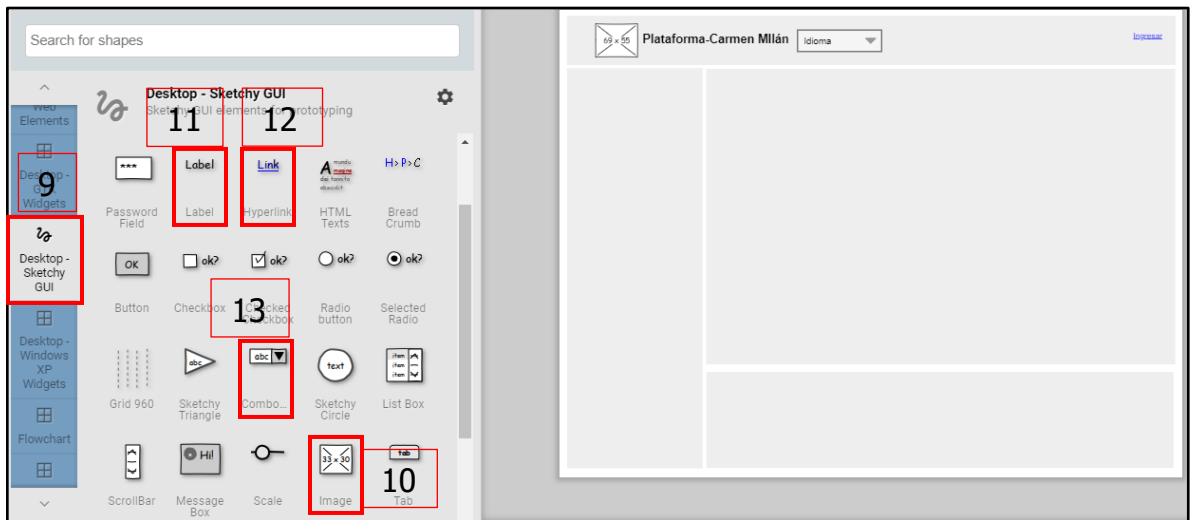 Search for shapes
Web
Elements
Desktop -
Widgets
9
Desktop -
Sketchy
GUI
Desktop -
Windows
XP
Widgets
Flowchart
Desktop - Sketchy GUI
Sketchy GUI elements for prototyping
11
12
***
Label
Link
A
H>P>C
Password
Field
Label
Hyperlink
HTML
Texts
Bread
Crumb
OK
ok?
ok?
ok?
ok?
Button
Checkbox
Checked
Checkbox
Radio
button
Selected
Radio
13
abc
abc
text
item
item
item
Grid 960
Sketchy
Triangle
Combo...
Sketchy
Circle
List Box
Hi!
33 x 30
tab
ScrollBar
Message
Box
Scale
Image
Tab
10
69 x 55
Plataforma-Carmen MIlán
Idioma
Ingresar